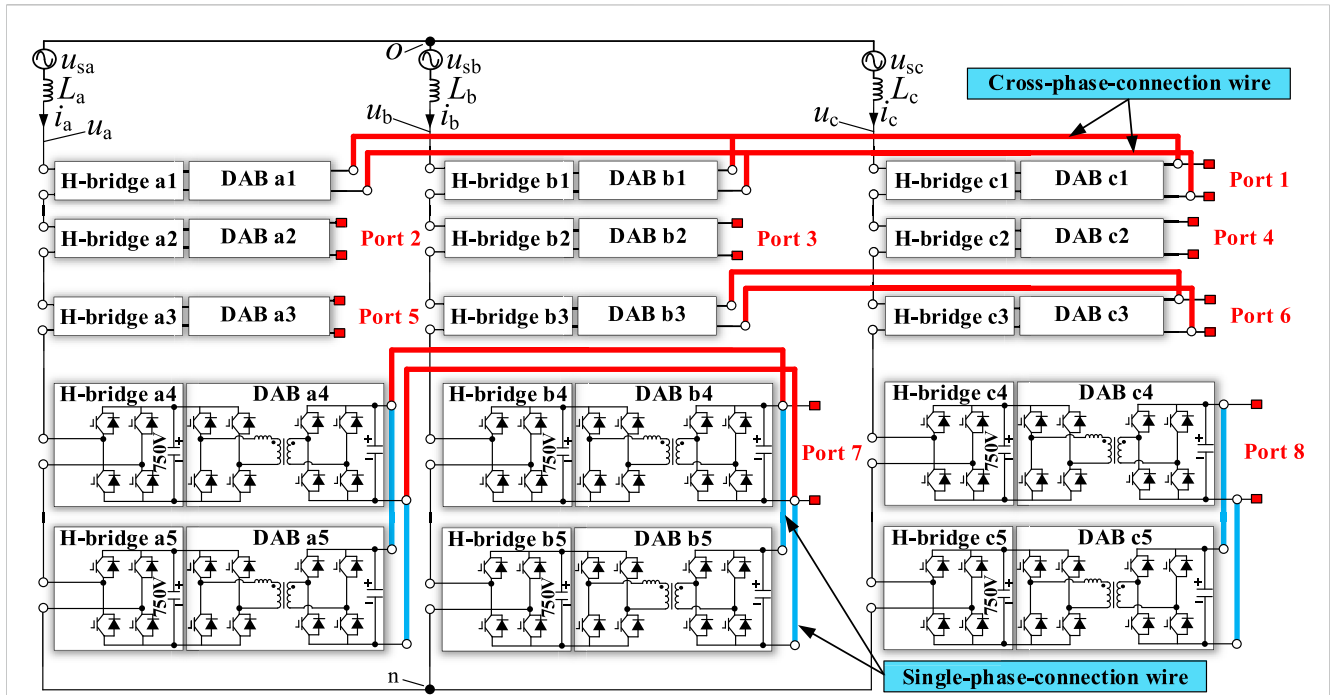 o
u_sa u_sb u_sc
L_a L_b L_c
Cross-phase-connection wire
i_a i_b i_c
u_a u_b u_c
H-bridge a1 DAB a1 H-bridge b1 DAB b1 H-bridge c1 DAB c1 Port 1
H-bridge a2 DAB a2 Port 2 H-bridge b2 DAB b2 Port 3 H-bridge c2 DAB c2 Port 4
H-bridge a3 DAB a3 Port 5 H-bridge b3 DAB b3 H-bridge c3 DAB c3 Port 6
H-bridge a4 DAB a4 H-bridge b4 DAB b4 H-bridge c4 DAB c4
750V + − + − 750V + − + − 750V + − + −
Port 7 Port 8
H-bridge a5 DAB a5 H-bridge b5 DAB b5 H-bridge c5 DAB c5
750V + − + − 750V + − + − 750V + − + −
n
Single-phase-connection wire